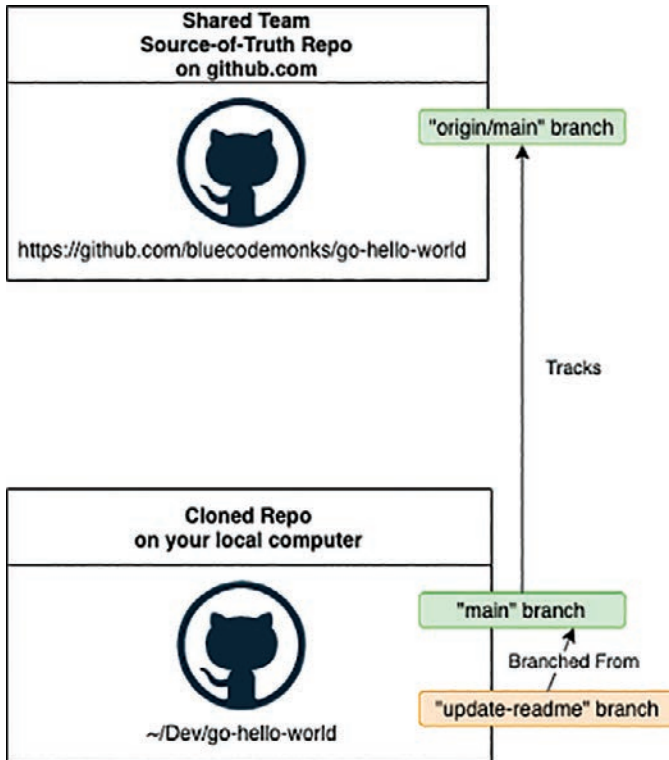 Shared Team
Source-of-Truth Repo
on github.com
"origin/main" branch
https://github.com/bluecodemonks/go-hello-world
Tracks
Cloned Repo
on your local computer
"main" branch
Branched From
"update-readme" branch
~/Dev/go-hello-world